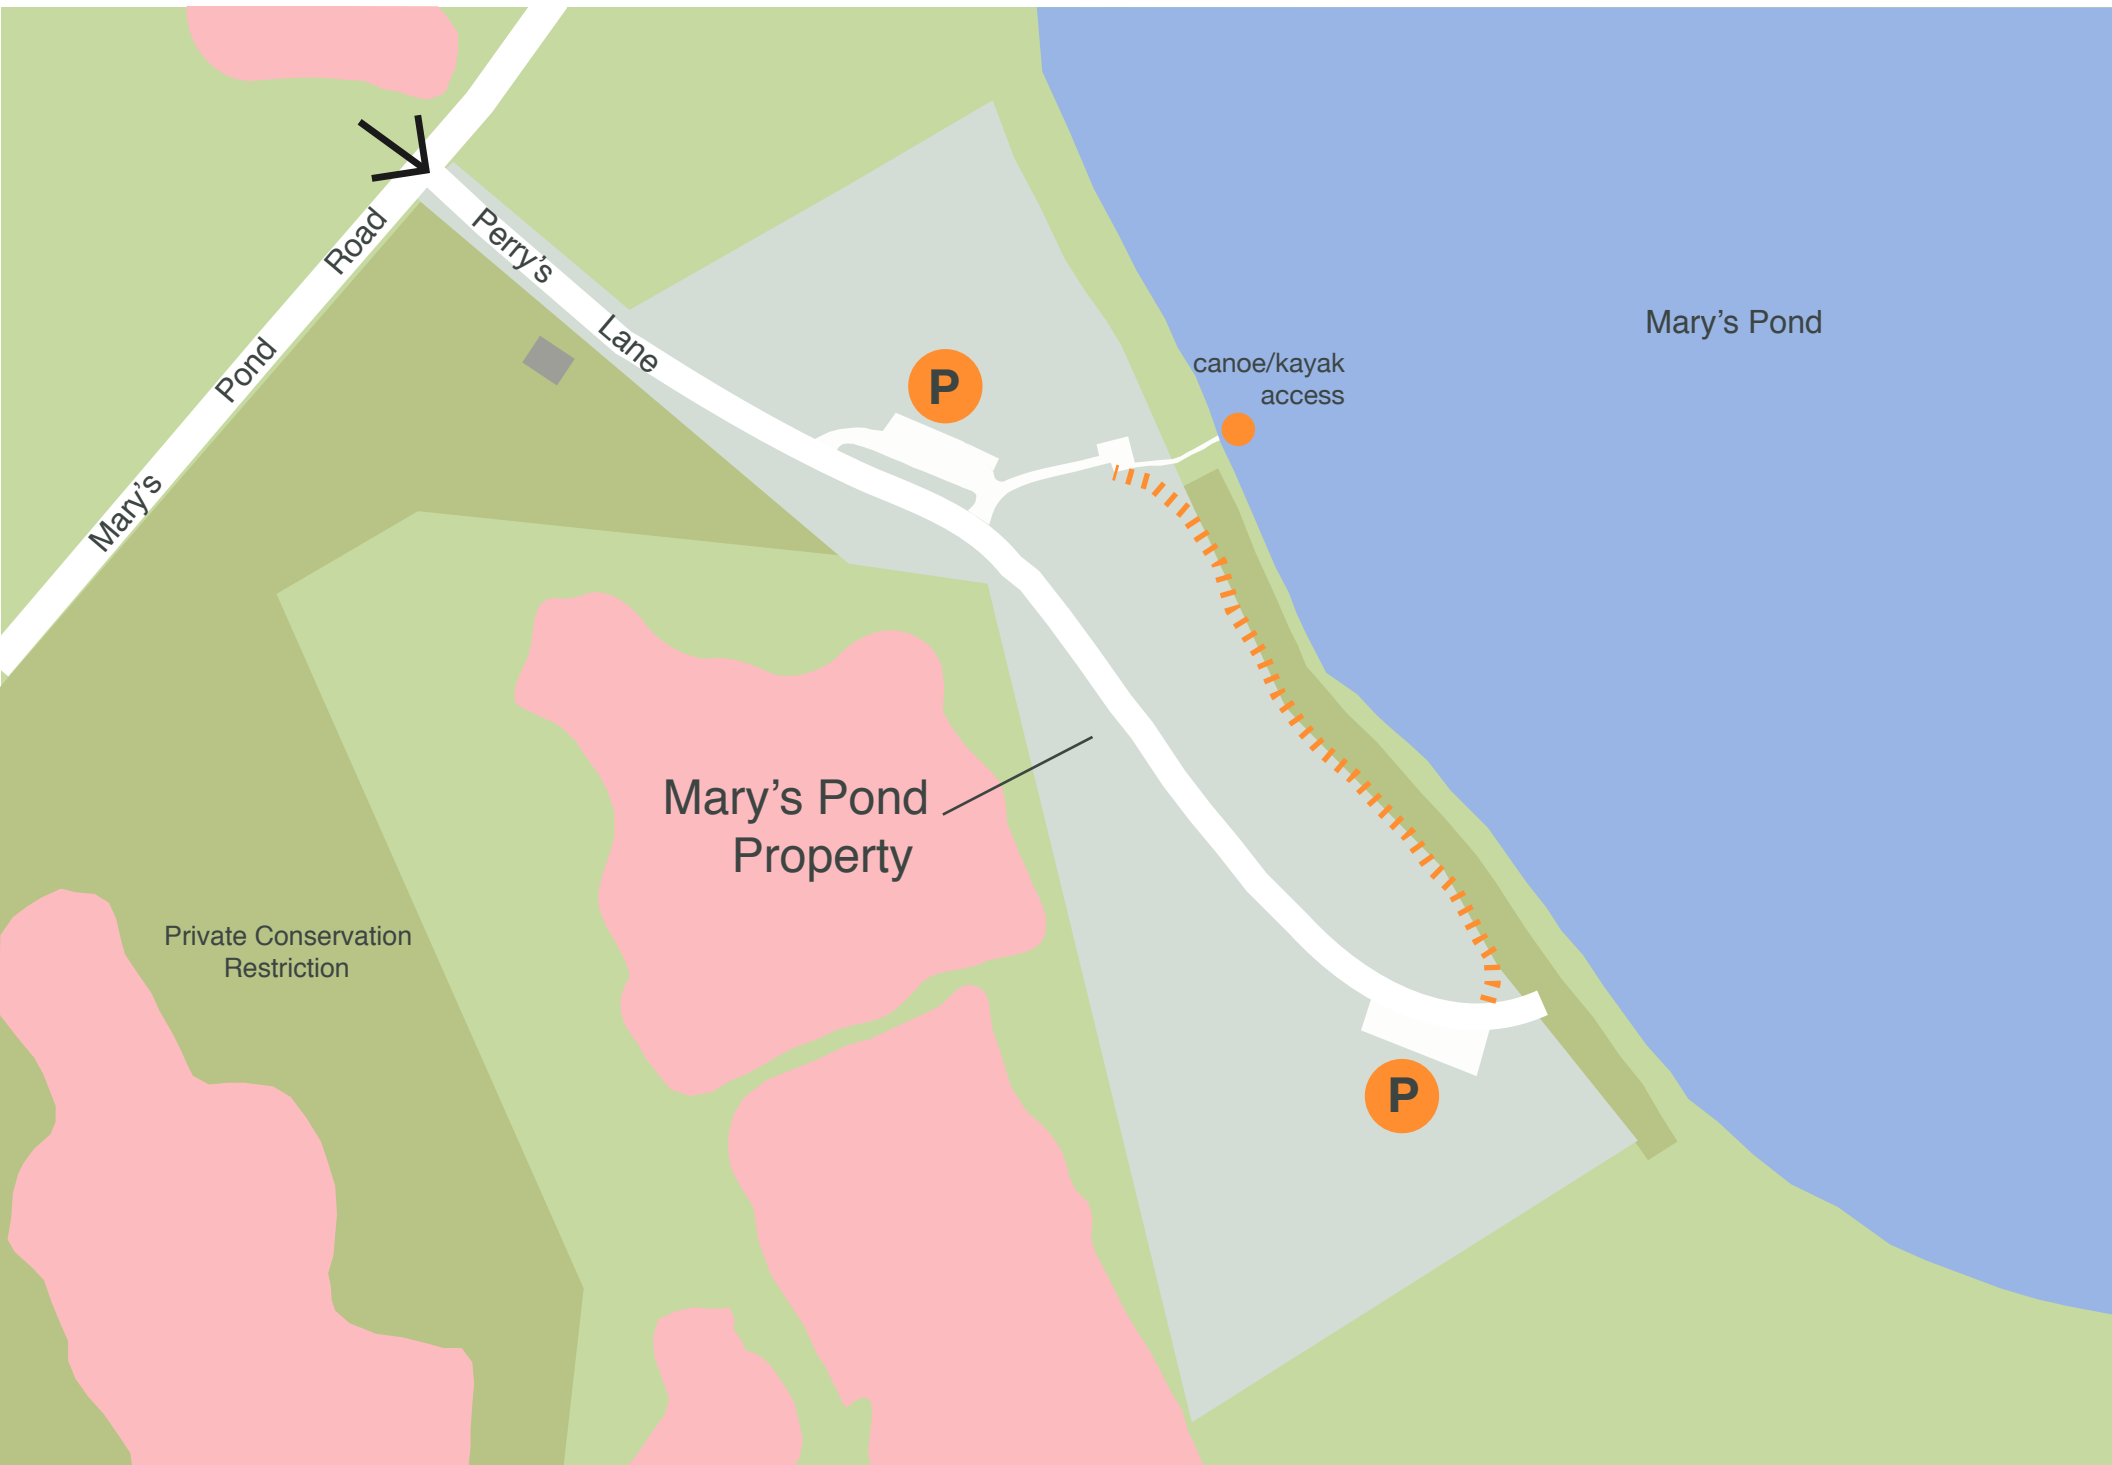 Mary's Pond Road
Perry's Lane
P
canoe/kayak
access
Mary's Pond
Mary's Pond
Property
Private Conservation
Restriction
P